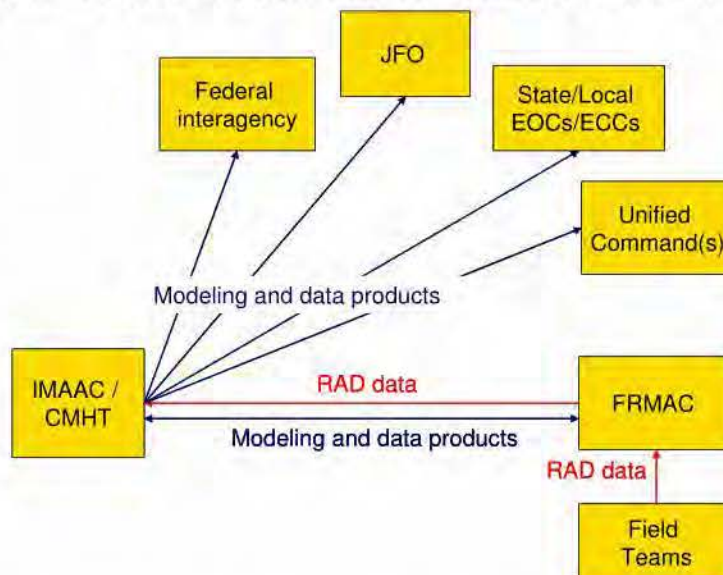 JFO
Federal
interagency
State/Local
EOCs/ECCs
Unified
Command(s)
Modeling and data products
IMAAC /
CMHT
RAD data
FRMAC
Modeling and data products
RAD data
Field
Teams